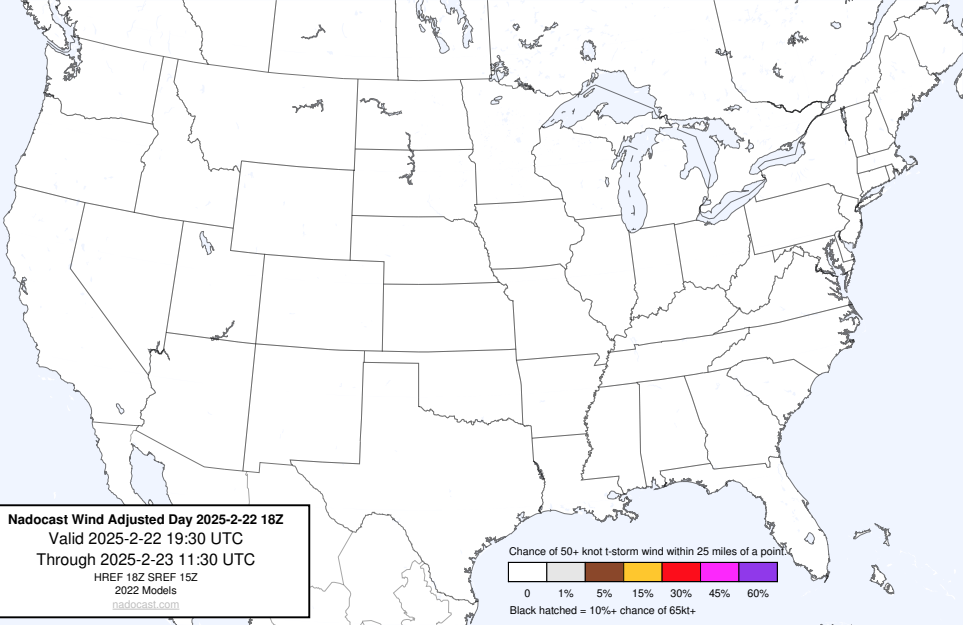 Nadocast Wind Adjusted Day 2025-2-22 18Z
Valid 2025-2-22 19:30 UTC
Through 2025-2-23 11:30 UTC
HREF 18Z SREF 15Z
2022 Models
nadocast.com
Chance of 50+ knot t-storm wind within 25 miles of a point.
0 1% 5% 15% 30% 45% 60%
Black hatched = 10%+ chance of 65kt+